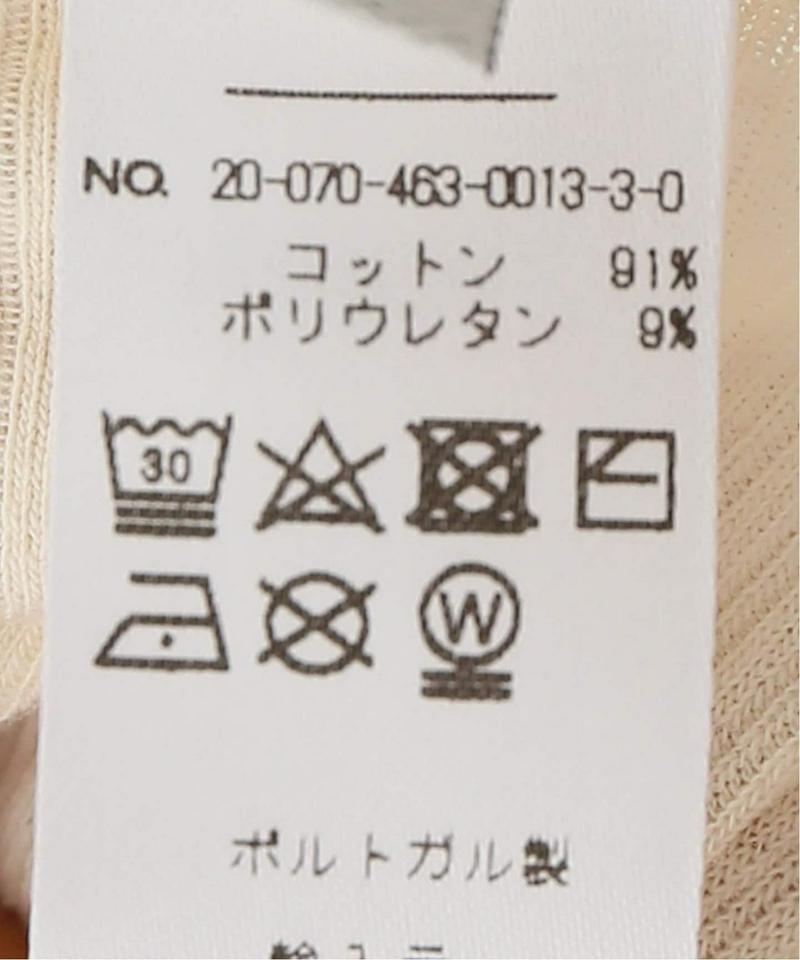 NO. 20-070-463-0013-3-0
コットン 91%
ポリウレタン 9%
30
W
ポルトガル製